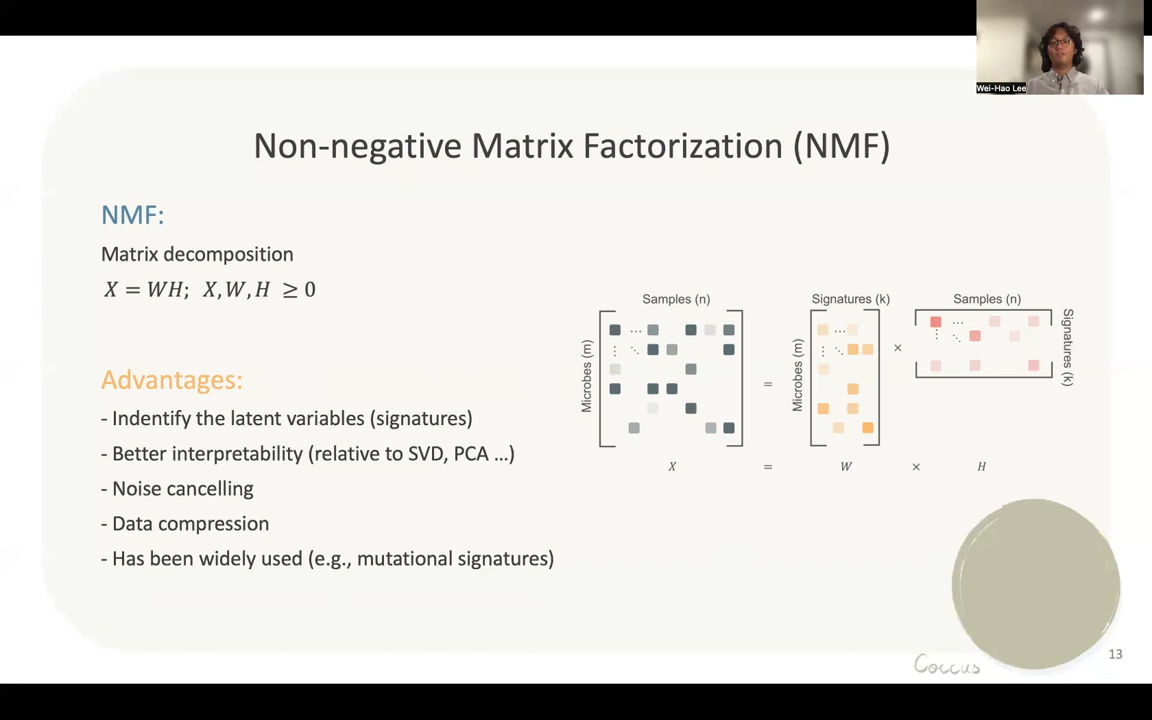 Wei-Hao Lee
Non-negative Matrix Factorization (NMF)
NMF:
Matrix decomposition
X = WH; X, W, H ≥ 0
Advantages:
- Indentify the latent variables (signatures)
- Better interpretability (relative to SVD, PCA ...)
- Noise cancelling
- Data compression
- Has been widely used (e.g., mutational signatures)
Samples (n)
Microbes (m)
=
Signatures (k)
Microbes (m)
×
Samples (n)
Signatures (k)
X = W × H
Coccus
13